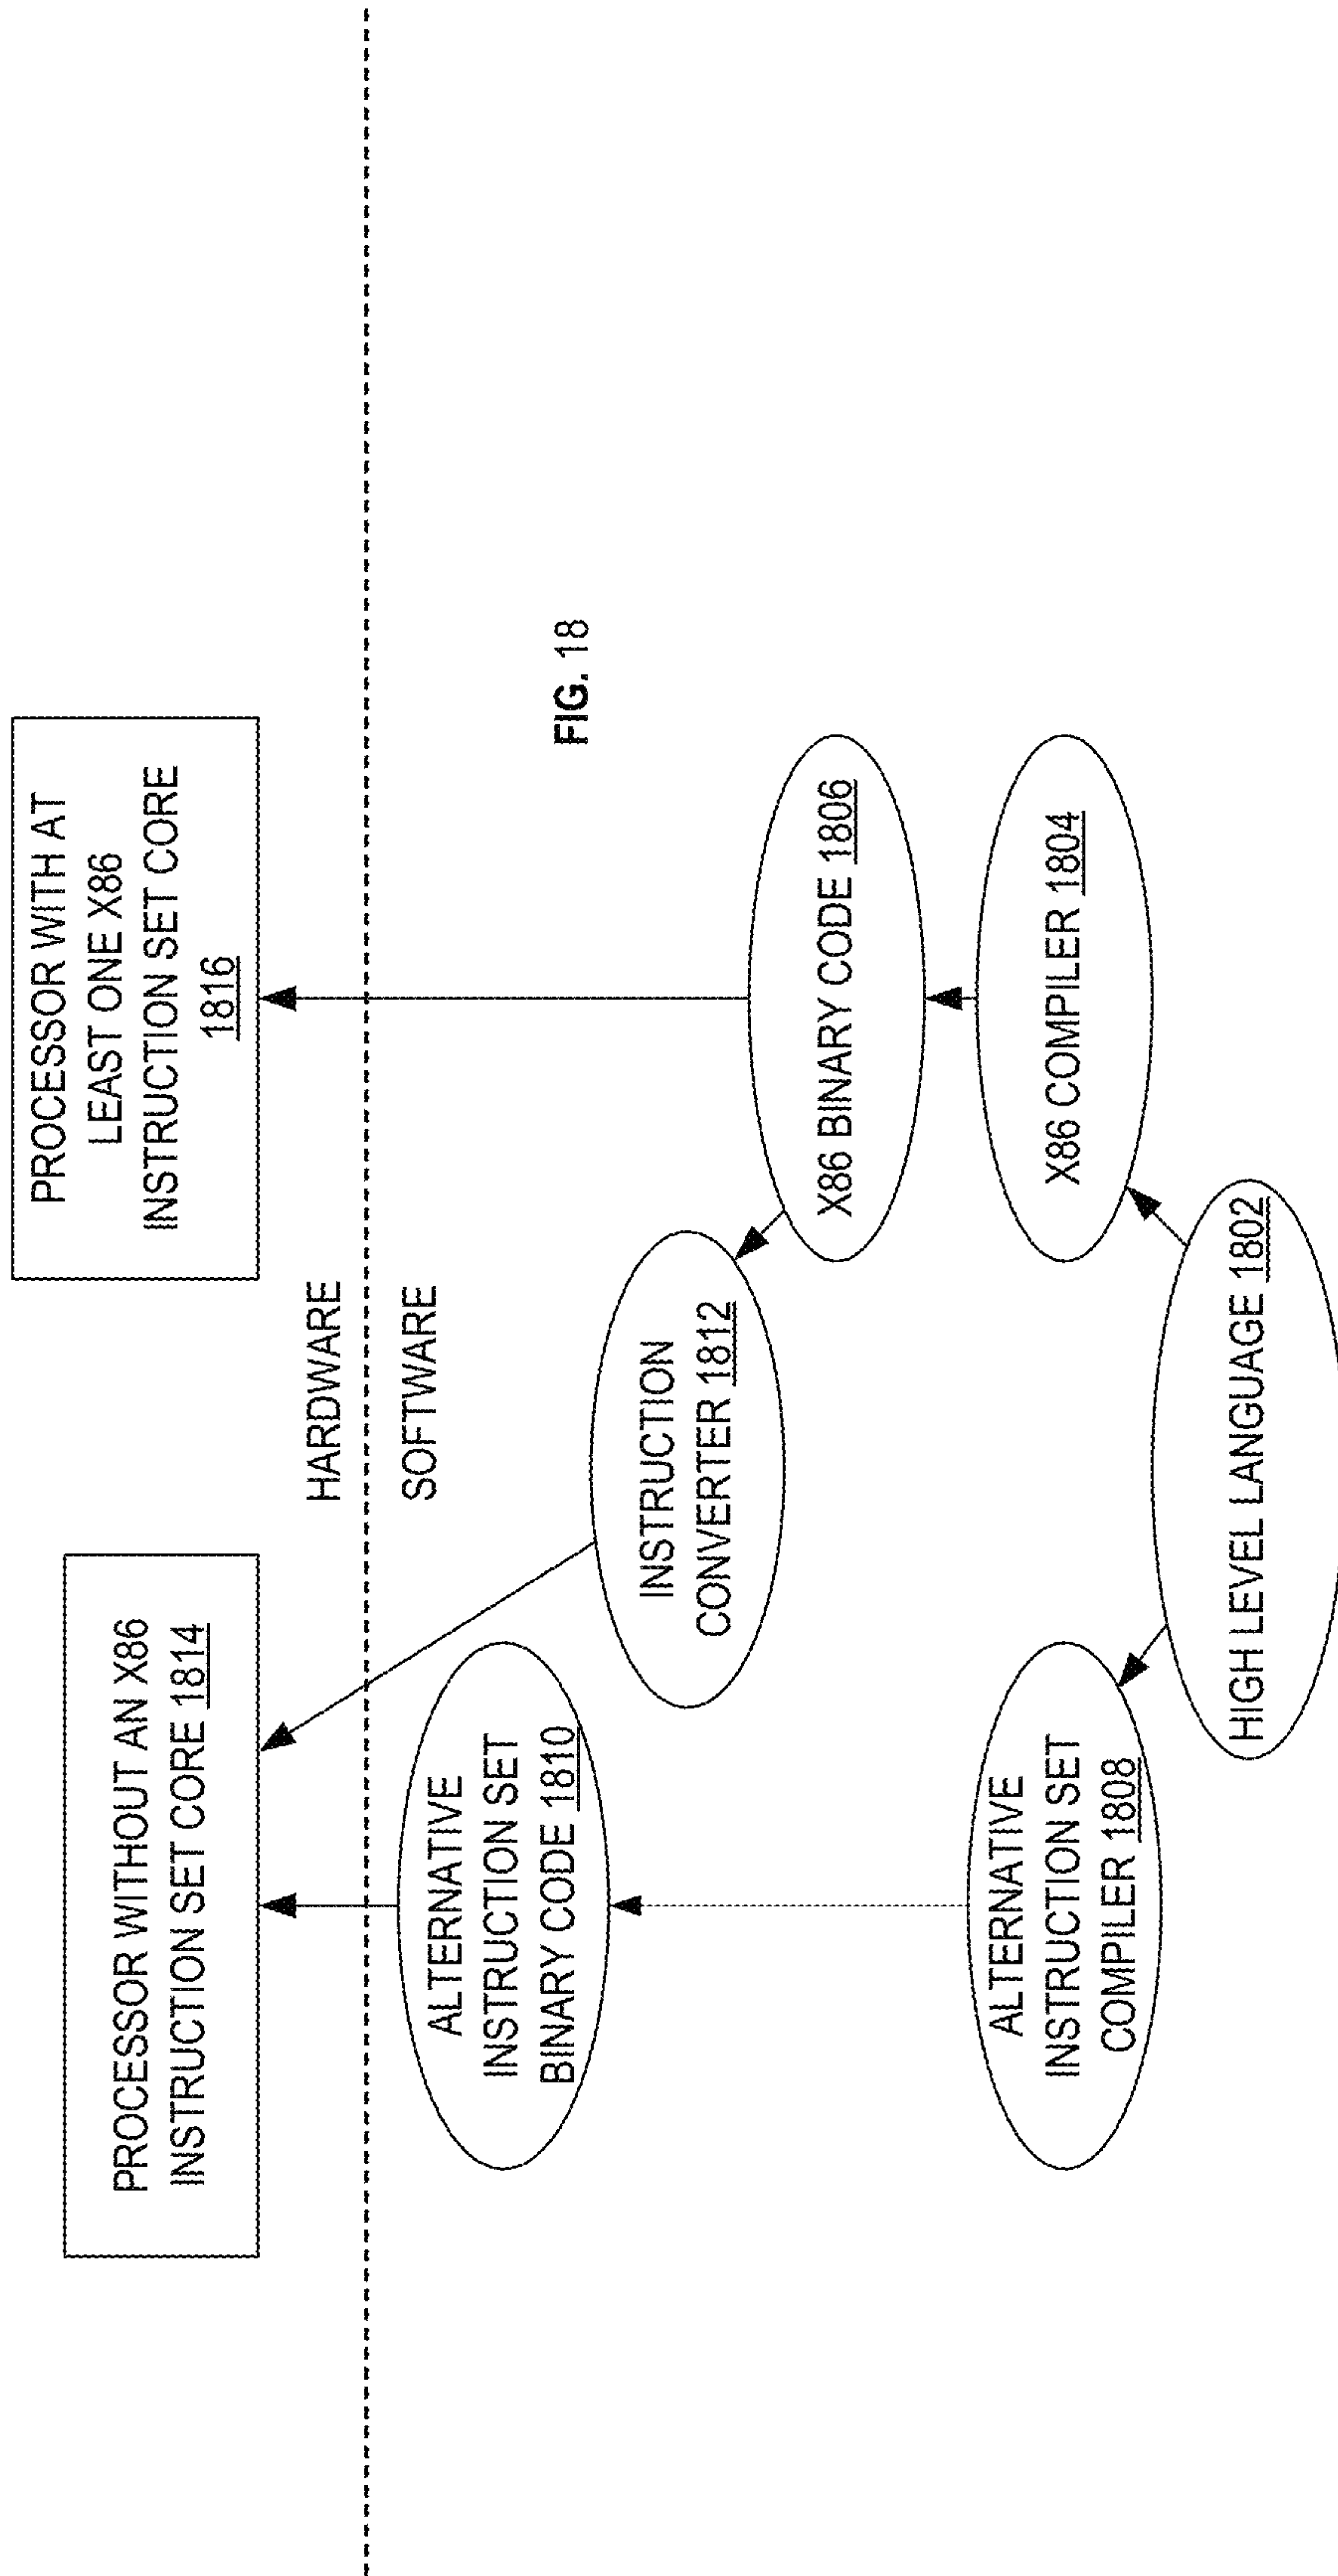 PROCESSOR WITHOUT AN X86
INSTRUCTION SET CORE 1814
PROCESSOR WITH AT
LEAST ONE X86
INSTRUCTION SET CORE
1816
HARDWARE
SOFTWARE
ALTERNATIVE
INSTRUCTION SET
BINARY CODE 1810
INSTRUCTION
CONVERTER 1812
FIG. 18
X86 BINARY CODE 1806
ALTERNATIVE
INSTRUCTION SET
COMPILER 1808
X86 COMPILER 1804
HIGH LEVEL LANGUAGE 1802